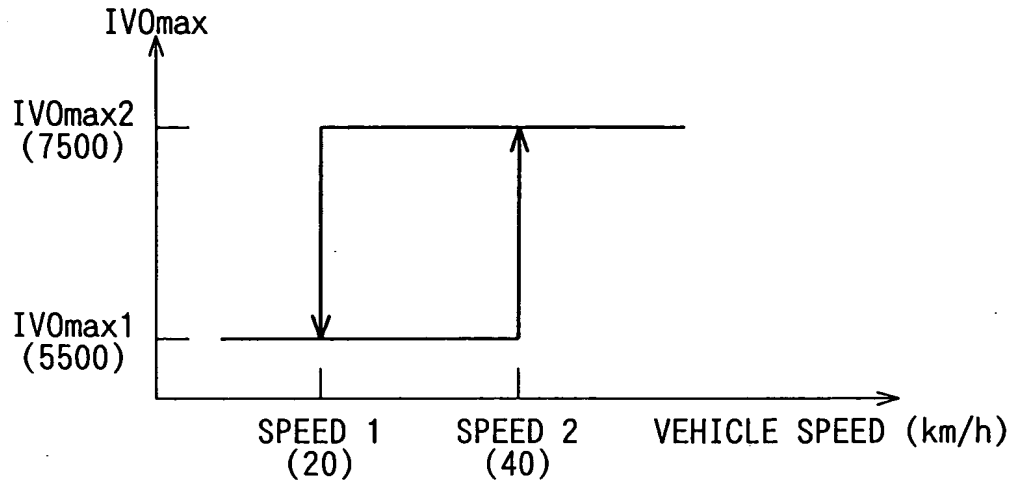 IVOmax
IVOmax2
(7500)
IVOmax1
(5500)
SPEED 1
(20)
SPEED 2
(40)
VEHICLE SPEED (km/h)